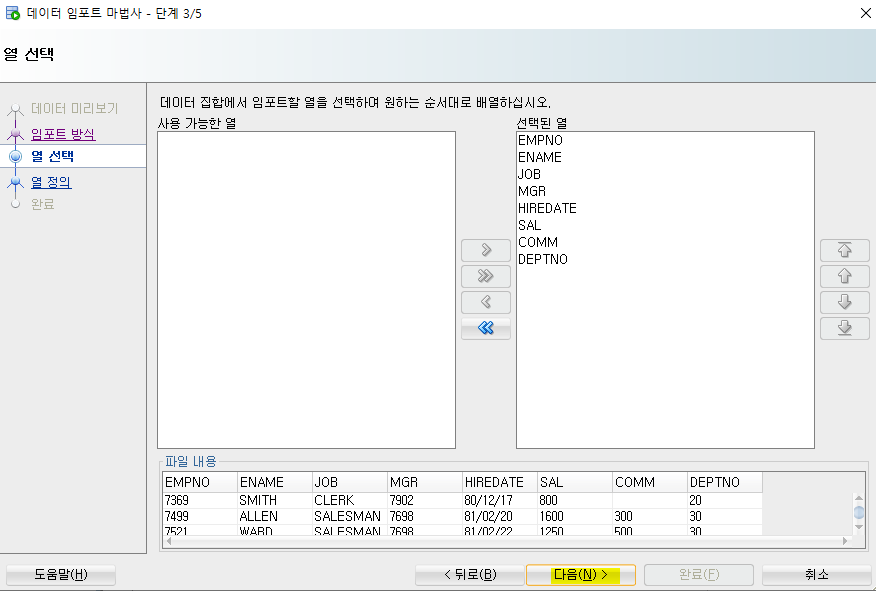 데이터 임포트 마법사 - 단계 3/5
열 선택
데이터 미리보기
임포트 방식
열 선택
열 정의
완료
데이터 집합에서 임포트할 열을 선택하며 원하는 순서대로 배열하십시오.
사용 가능한 열
선택된 열
EMPNO
ENAME
JOB
MGR
HIREDATE
SAL
COMM
DEPTNO
파일 내용
EMPNO ENAME JOB MGR HIREDATE SAL COMM DEPTNO
7369 SMITH CLERK 7902 80/12/17 800 20
7499 ALLEN SALESMAN 7698 81/02/20 1600 300 30
7521 WARD SALESMAN 7698 81/02/22 1250 500 30
도움말(H) < 뒤로(B) 다음(N) > 완료(F) 취소